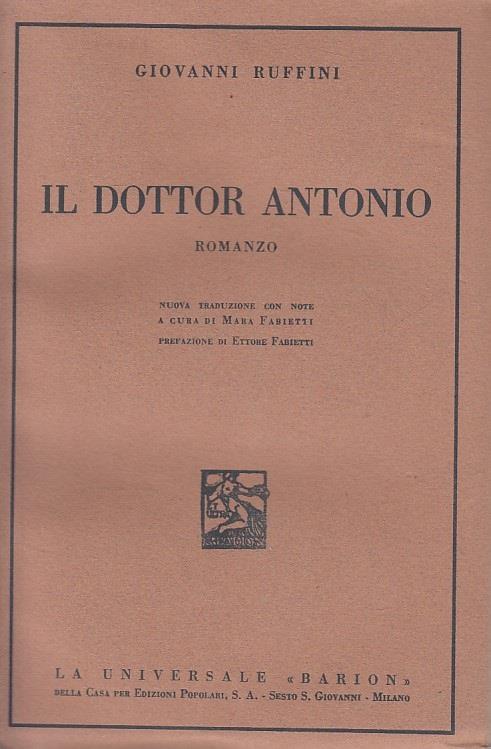 GIOVANNI RUFFINI
IL DOTTOR ANTONIO
ROMANZO
NUOVA TRADUZIONE CON NOTE
A CURA DI MARA FABIETTI
PREFAZIONE DI ETTORE FABIETTI
LA UNIVERSALE «BARION»
DELLA CASA PER EDIZIONI POPOLARI, S. A. - SESTO S. GIOVANNI - MILANO